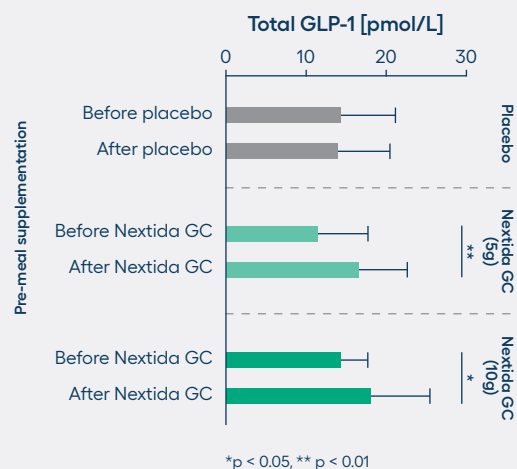 Total GLP-1 [pmol/L]
0 10 20 30
Pre-meal supplementation
Before placebo
After placebo
Placebo
Before Nextida GC
After Nextida GC
**
Nextida GC
(5g)
Before Nextida GC
After Nextida GC
*
Nextida GC
(10g)
*p < 0.05, ** p < 0.01